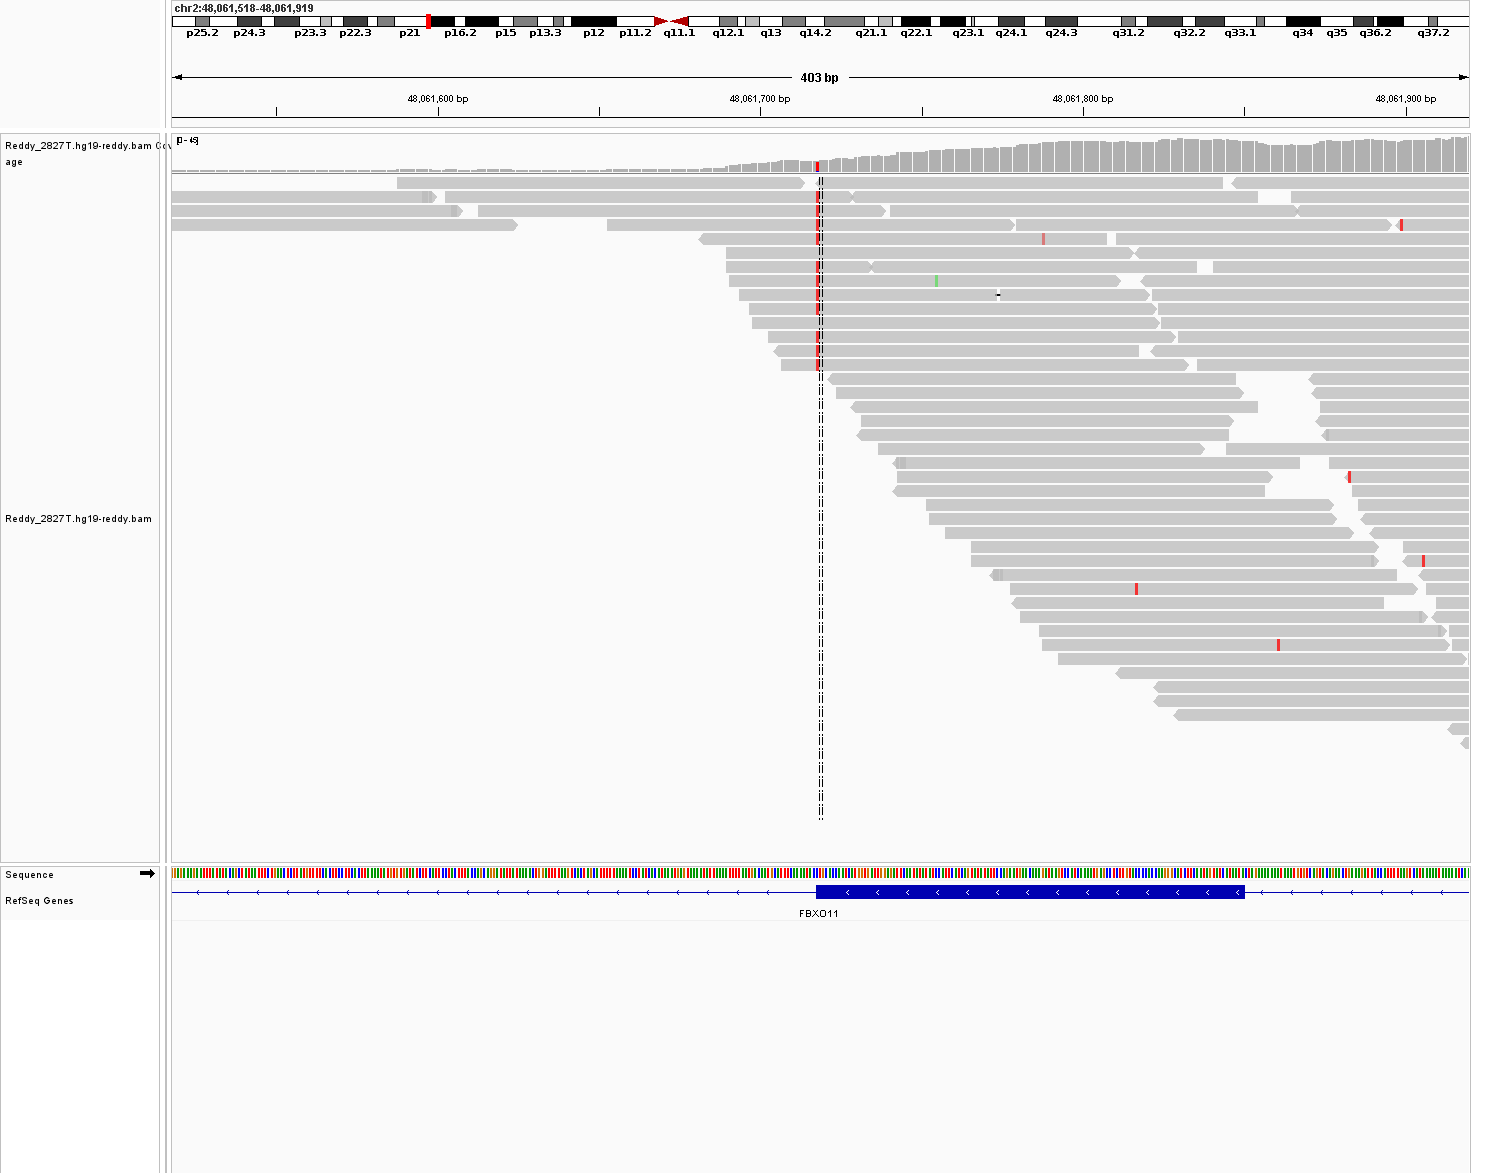 chr2:48,061,518-48,061,919
p25.2 p24.3 p23.3 p22.3 p21 p16.2 p15 p13.3 p12 p11.2 q11.1 q12.1 q13 q14.2 q21.1 q22.1 q23.1 q24.1 q24.3 q31.2 q32.2 q33.1 q34 q35 q36.2 q37.2
403 bp
48,061,600 bp 48,061,700 bp 48,061,800 bp 48,061,900 bp
Reddy_2827T.hg19-reddy.bam Cov
age
Reddy_2827T.hg19-reddy.bam
Sequence
RefSeq Genes
FBXO11